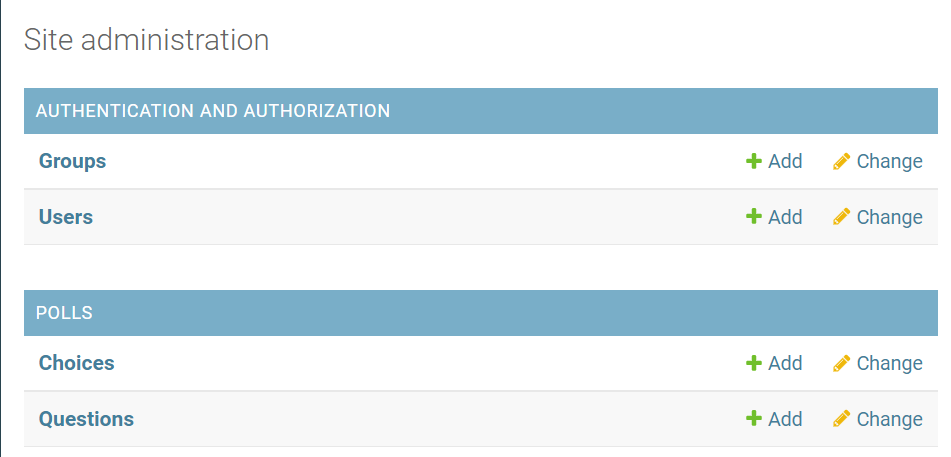 Site administration
AUTHENTICATION AND AUTHORIZATION
Groups Add Change
Users Add Change
POLLS
Choices Add Change
Questions Add Change